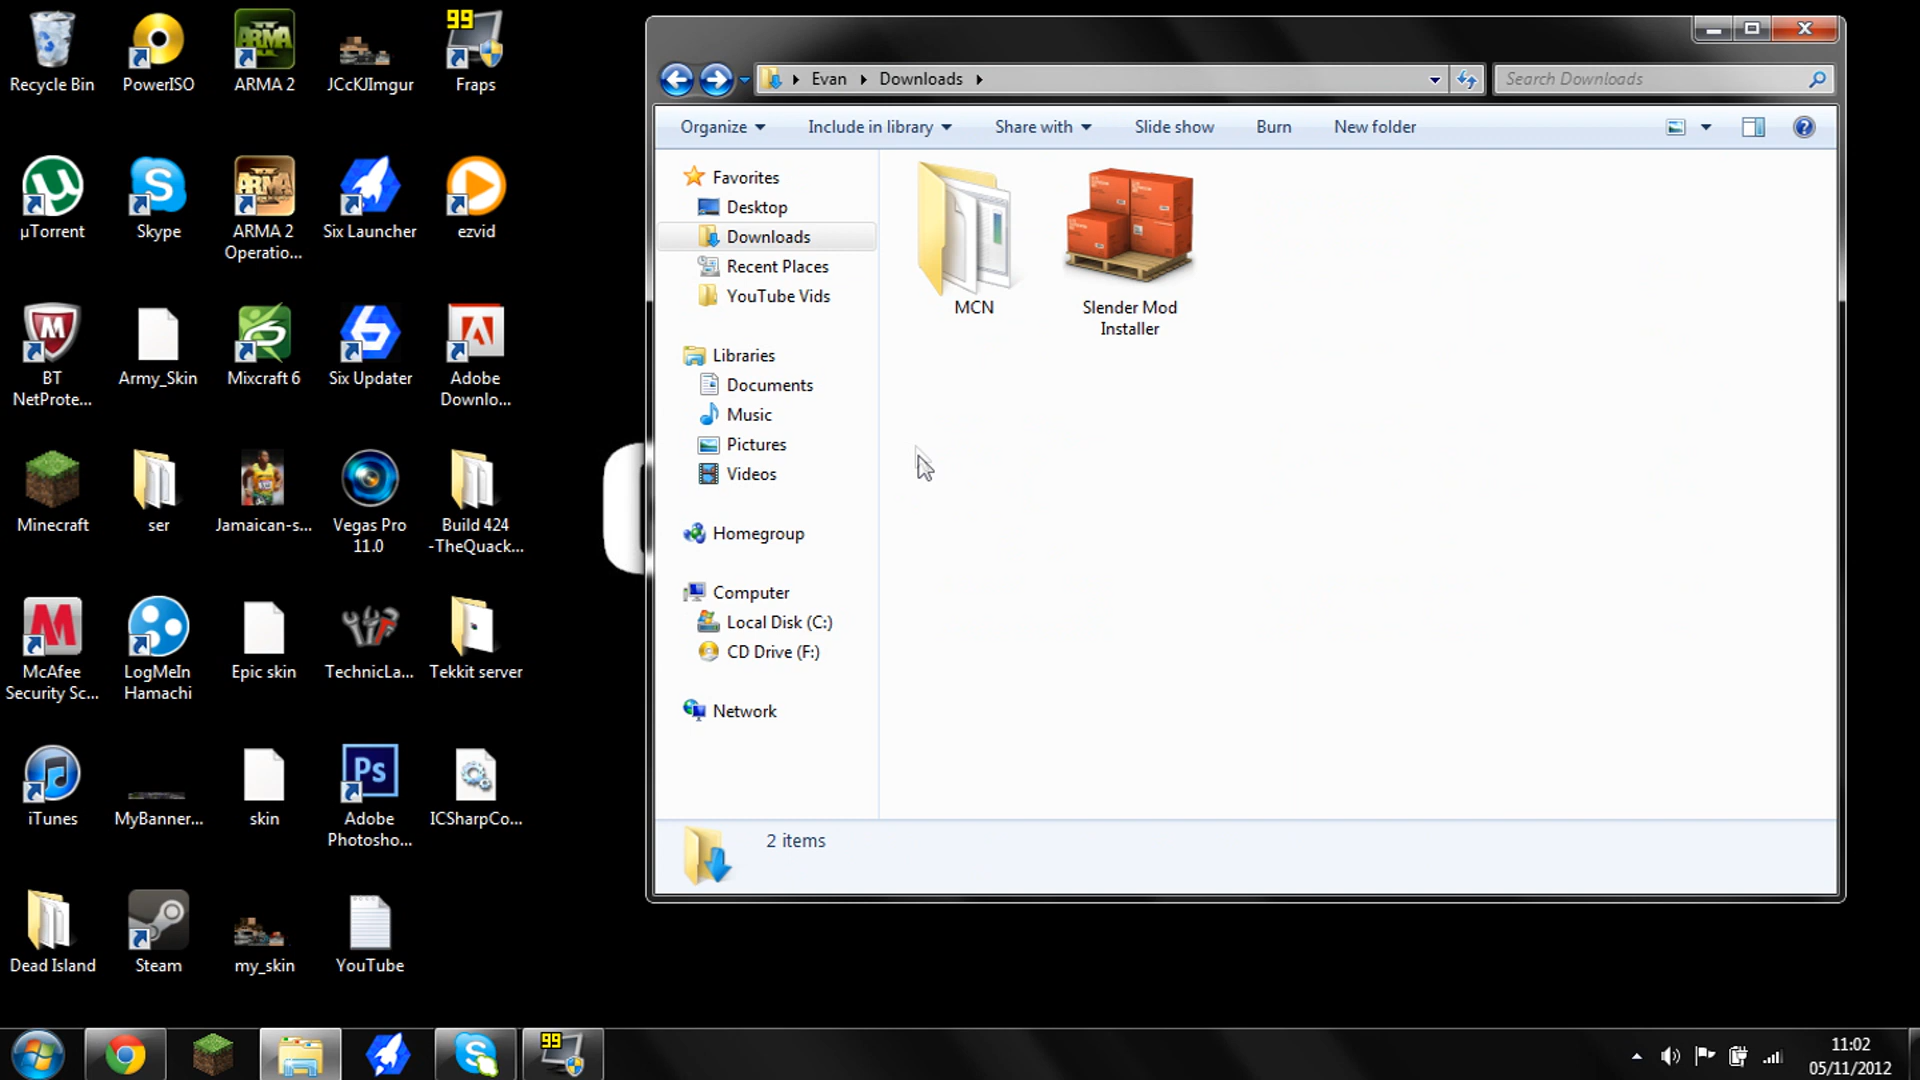 Recycle Bin
PowerISO
ARMA 2
JCcKJImgur
99
Fraps
µTorrent
Skype
ARMA 2
Operatio...
Six Launcher
ezvid
BT
NetProte...
Army_Skin
Mixcraft 6
Six Updater
Adobe
Downlo...
Minecraft
ser
Jamaican-s...
Vegas Pro
11.0
Build 424
-TheQuack...
McAfee
Security Sc...
LogMeIn
Hamachi
Epic skin
TechnicLa...
Tekkit server
iTunes
MyBanner...
skin
Ps
Adobe
Photosho...
ICSharpCo...
Dead Island
Steam
my_skin
YouTube
Evan
Downloads
Search Downloads
Organize
Include in library
Share with
Slide show
Burn
New folder
Favorites
Desktop
Downloads
Recent Places
YouTube Vids
Libraries
Documents
Music
Pictures
Videos
Homegroup
Computer
Local Disk (C:)
CD Drive (F:)
Network
MCN
Slender Mod
Installer
2 items
99
11:02
05/11/2012